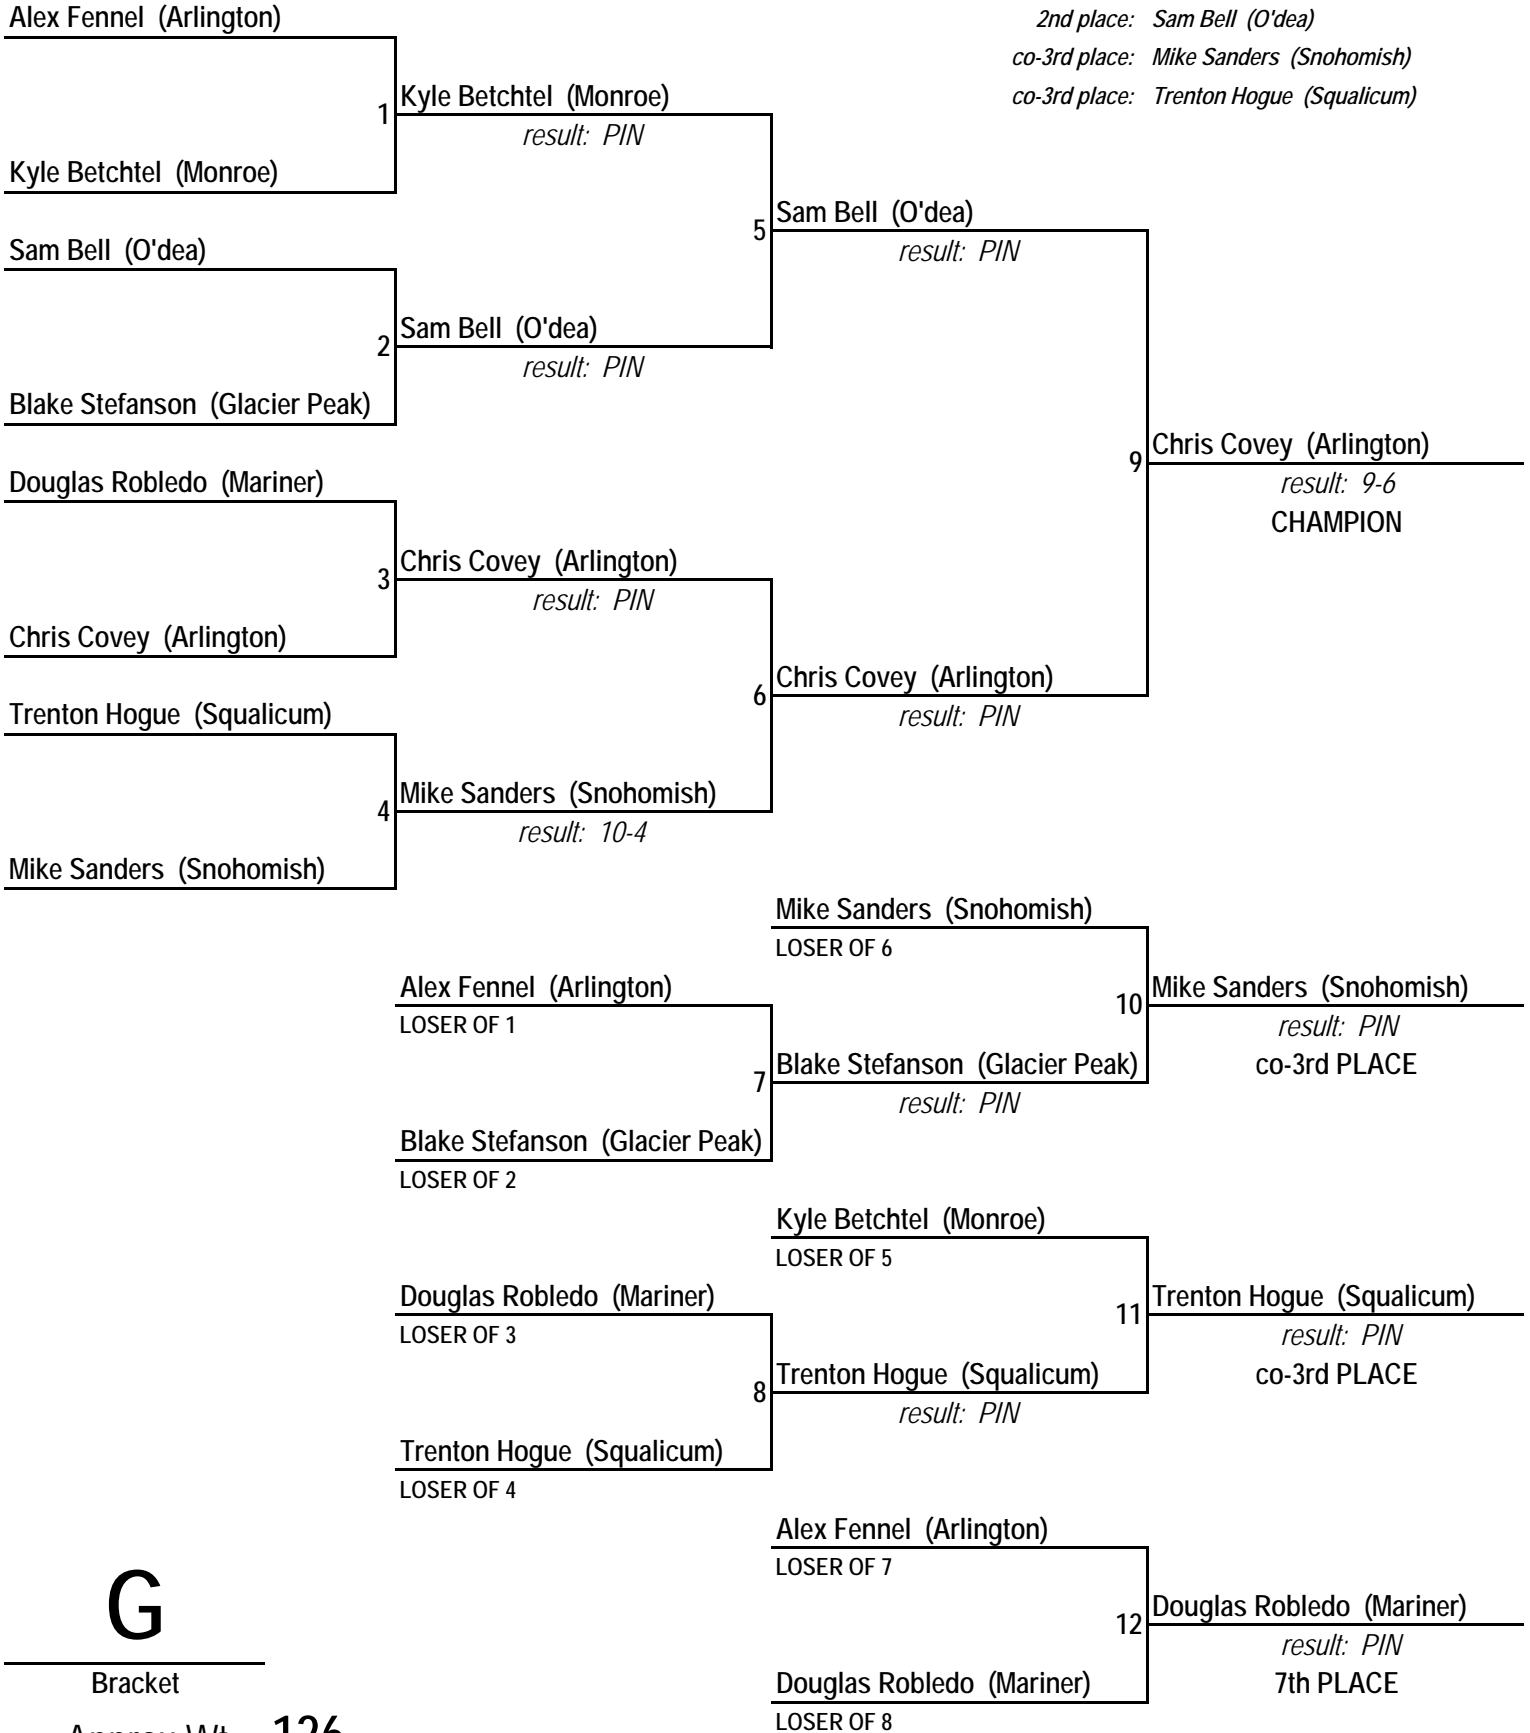 Alex Fennel (Arlington)
2nd place: Sam Bell (O'dea)
co-3rd place: Mike Sanders (Snohomish)
co-3rd place: Trenton Hogue (Squalicum)
1
Kyle Betchtel (Monroe)
result: PIN
Kyle Betchtel (Monroe)
5
Sam Bell (O'dea)
result: PIN
Sam Bell (O'dea)
2
Sam Bell (O'dea)
result: PIN
Blake Stefanson (Glacier Peak)
9
Chris Covey (Arlington)
result: 9-6
CHAMPION
Douglas Robledo (Mariner)
3
Chris Covey (Arlington)
result: PIN
Chris Covey (Arlington)
6
Chris Covey (Arlington)
result: PIN
Trenton Hogue (Squalicum)
4
Mike Sanders (Snohomish)
result: 10-4
Mike Sanders (Snohomish)
Mike Sanders (Snohomish)
LOSER OF 6
Alex Fennel (Arlington)
LOSER OF 1
10
Mike Sanders (Snohomish)
result: PIN
co-3rd PLACE
7
Blake Stefanson (Glacier Peak)
result: PIN
Blake Stefanson (Glacier Peak)
LOSER OF 2
Kyle Betchtel (Monroe)
LOSER OF 5
Douglas Robledo (Mariner)
LOSER OF 3
11
Trenton Hogue (Squalicum)
result: PIN
co-3rd PLACE
8
Trenton Hogue (Squalicum)
result: PIN
Trenton Hogue (Squalicum)
LOSER OF 4
Alex Fennel (Arlington)
LOSER OF 7
12
Douglas Robledo (Mariner)
result: PIN
7th PLACE
Douglas Robledo (Mariner)
LOSER OF 8
G
Bracket
Approx Wt 126